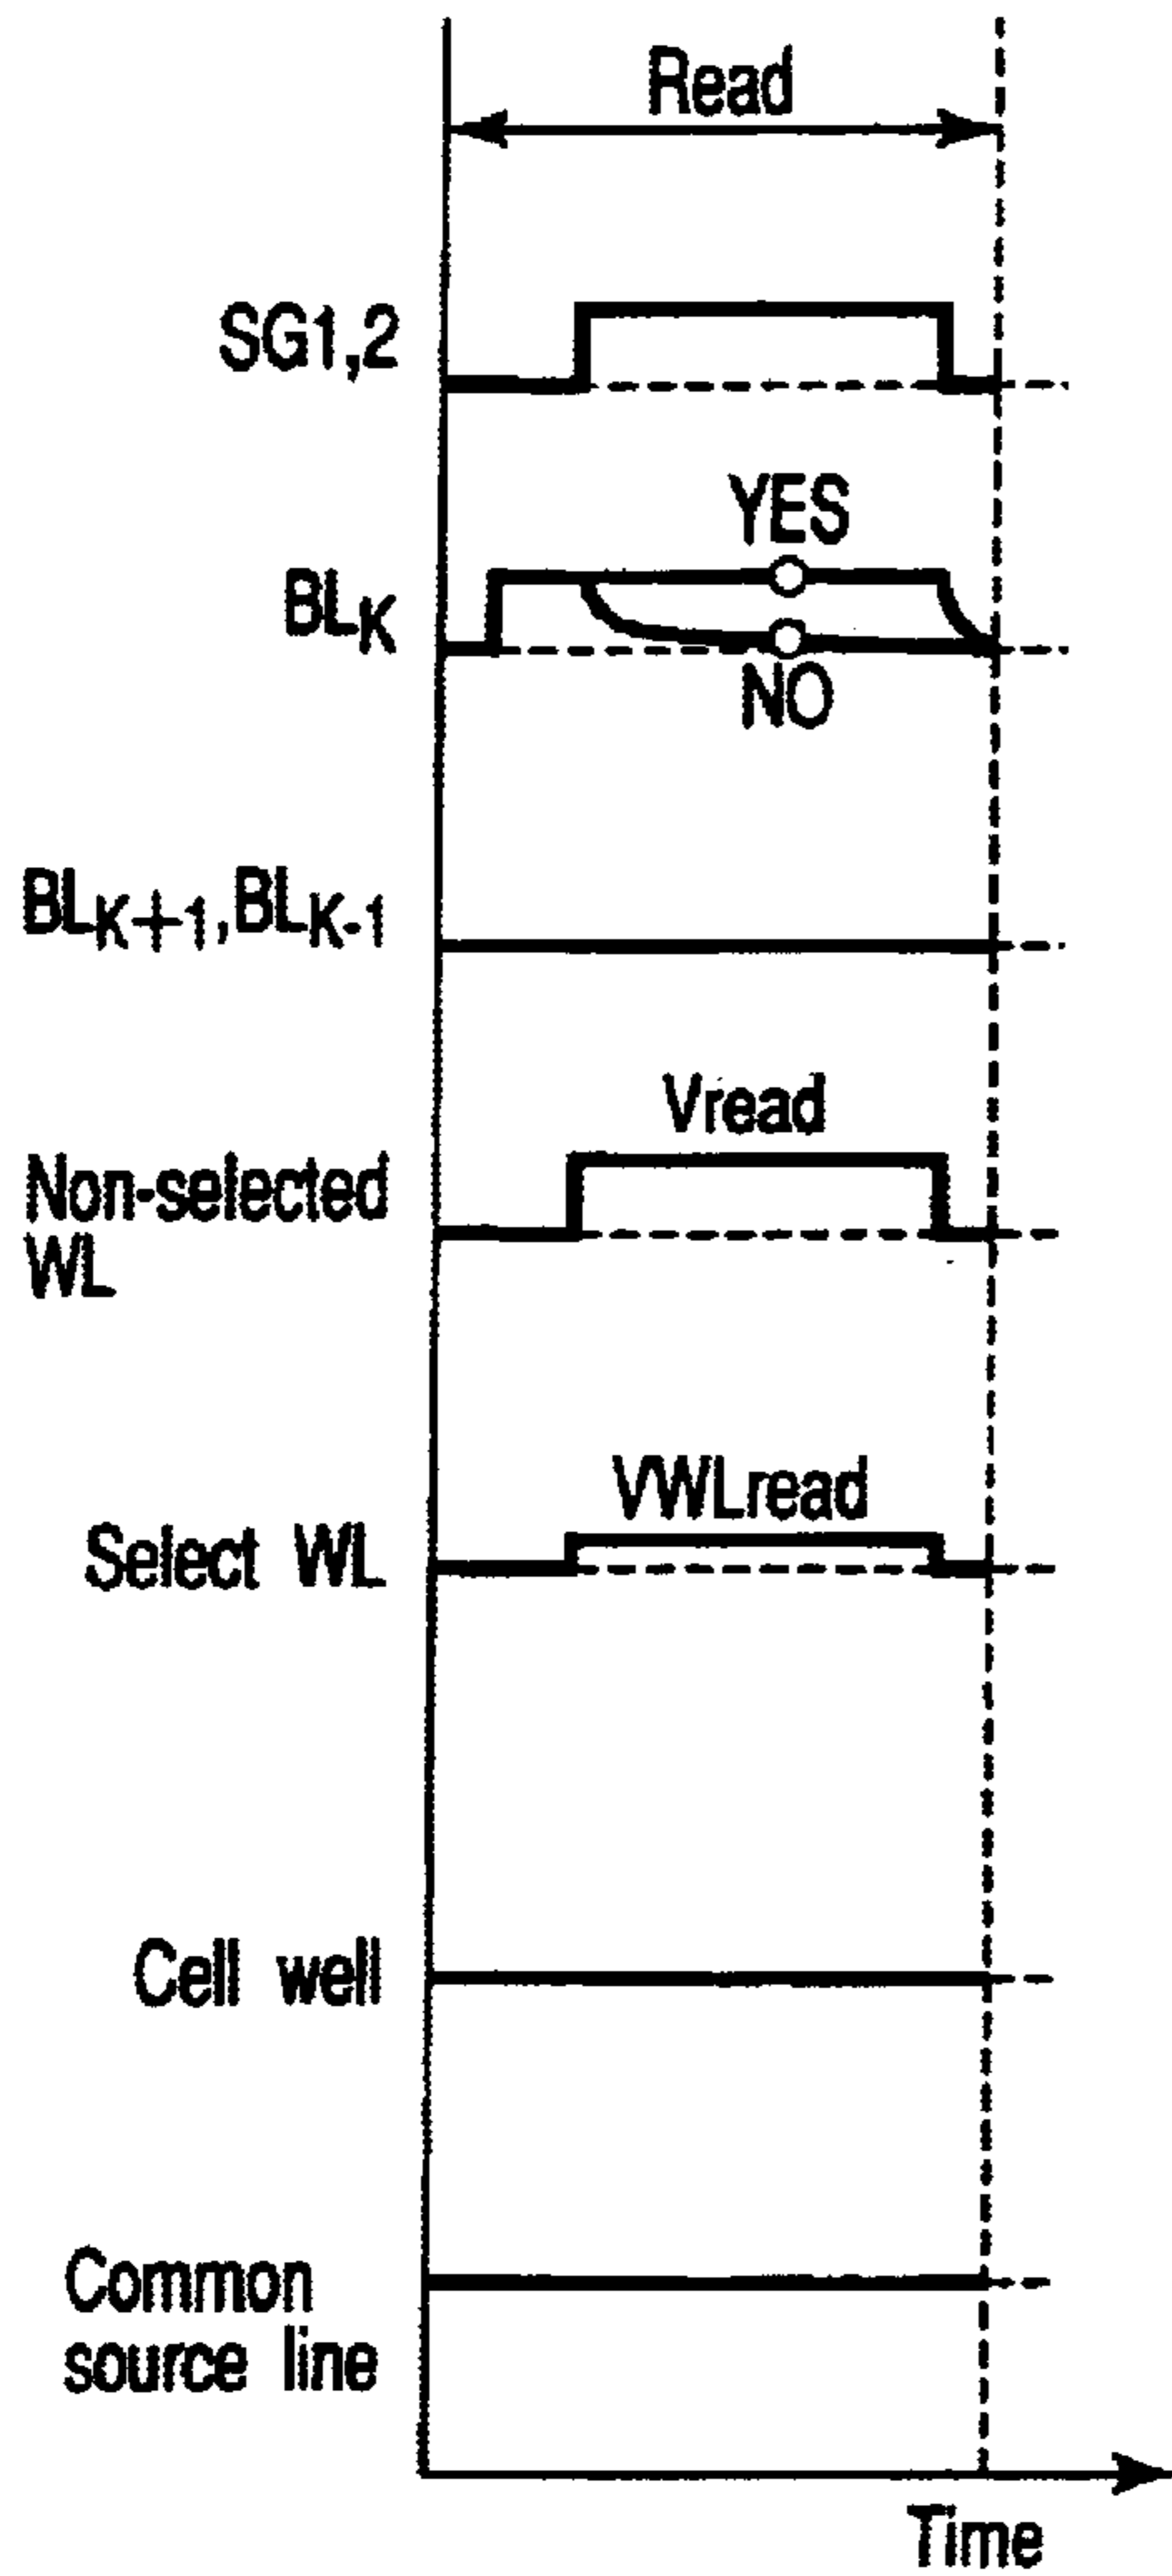 Read
SG1,2
YES
BLK
NO
BLK+1,BLK-1
Vread
Non-selected
WL
VWLread
Select WL
Cell well
Common
source line
Time